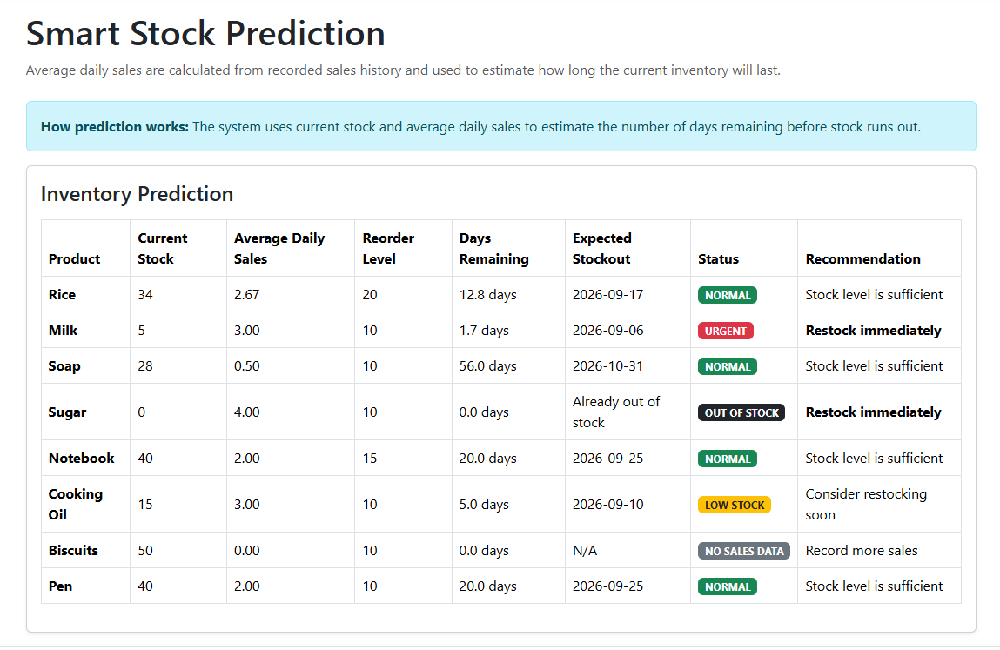 Smart Stock Prediction
Average daily sales are calculated from recorded sales history and used to estimate how long the current inventory will last.
How prediction works: The system uses current stock and average daily sales to estimate the number of days remaining before stock runs out.
Inventory Prediction
Product Current Stock Average Daily Sales Reorder Level Days Remaining Expected Stockout Status Recommendation
Rice 34 2.67 20 12.8 days 2026-09-17 NORMAL Stock level is sufficient
Milk 5 3.00 10 1.7 days 2026-09-06 URGENT Restock immediately
Soap 28 0.50 10 56.0 days 2026-10-31 NORMAL Stock level is sufficient
Sugar 0 4.00 10 0.0 days Already out of stock OUT OF STOCK Restock immediately
Notebook 40 2.00 15 20.0 days 2026-09-25 NORMAL Stock level is sufficient
Cooking Oil 15 3.00 10 5.0 days 2026-09-10 LOW STOCK Consider restocking soon
Biscuits 50 0.00 10 0.0 days N/A NO SALES DATA Record more sales
Pen 40 2.00 10 20.0 days 2026-09-25 NORMAL Stock level is sufficient